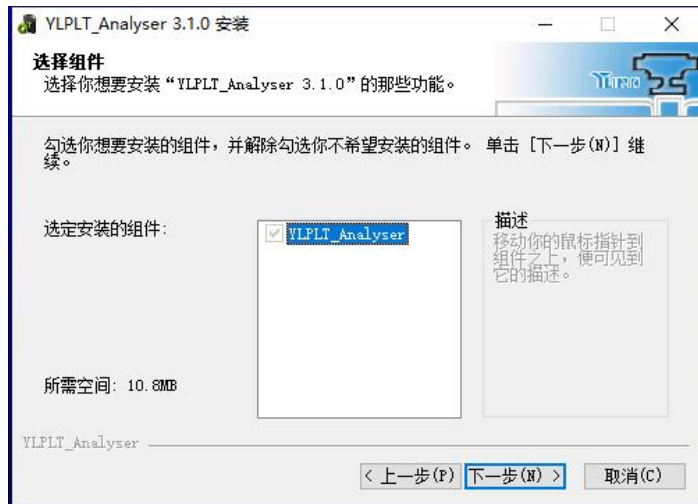 YLPLT_Analyser 3.1.0 安装
选择组件
选择你想要安装“YLPLT_Analyser 3.1.0”的那些功能。
勾选你想要安装的组件，并解除勾选你不希望安装的组件。 单击 [下一步(N)] 继
续。
选定安装的组件:
YLPLT_Analyser
描述
移动你的鼠标指针到
组件之上，便可见到
它的描述。
所需空间: 10.8MB
YLPLT_Analyser
< 上一步(P)
下一步(N) >
取消(C)